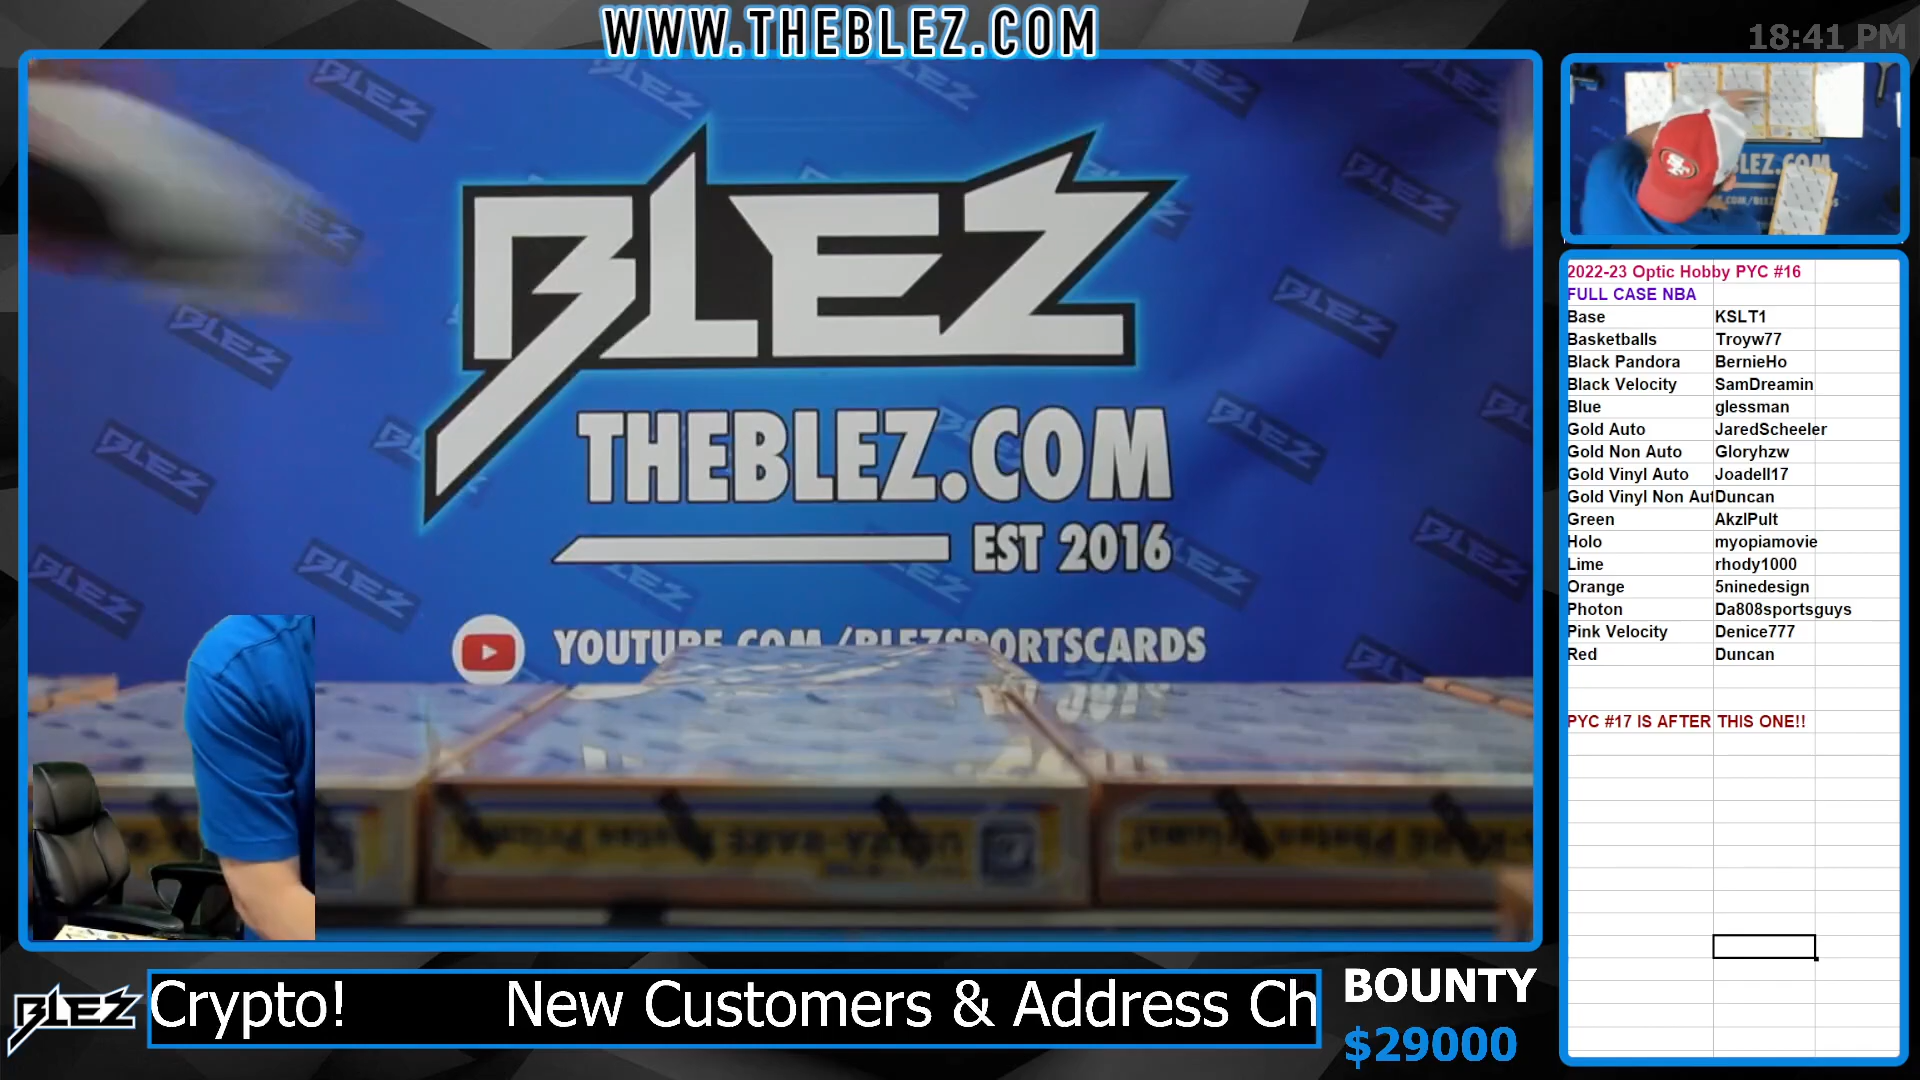 WWW.THEBLEZ.COM
18:41 PM
BLEZ
THEBLEZ.COM
EST 2016
YOUTUBE.COM/BLEZSPORTSCARDS
2022-23 Optic Hobby PYC #16
FULL CASE NBA
Base KSLT1
Basketballs Troyw77
Black Pandora BernieHo
Black Velocity SamDreamin
Blue glessman
Gold Auto JaredScheeler
Gold Non Auto Gloryhzw
Gold Vinyl Auto Joadell17
Gold Vinyl Non Aut Duncan
Green AkzlPult
Holo myopiamovie
Lime rhody1000
Orange 5ninedesign
Photon Da808sportsguys
Pink Velocity Denice777
Red Duncan
PYC #17 IS AFTER THIS ONE!!
BLEZ
Crypto! New Customers & Address Ch
BOUNTY
$29000